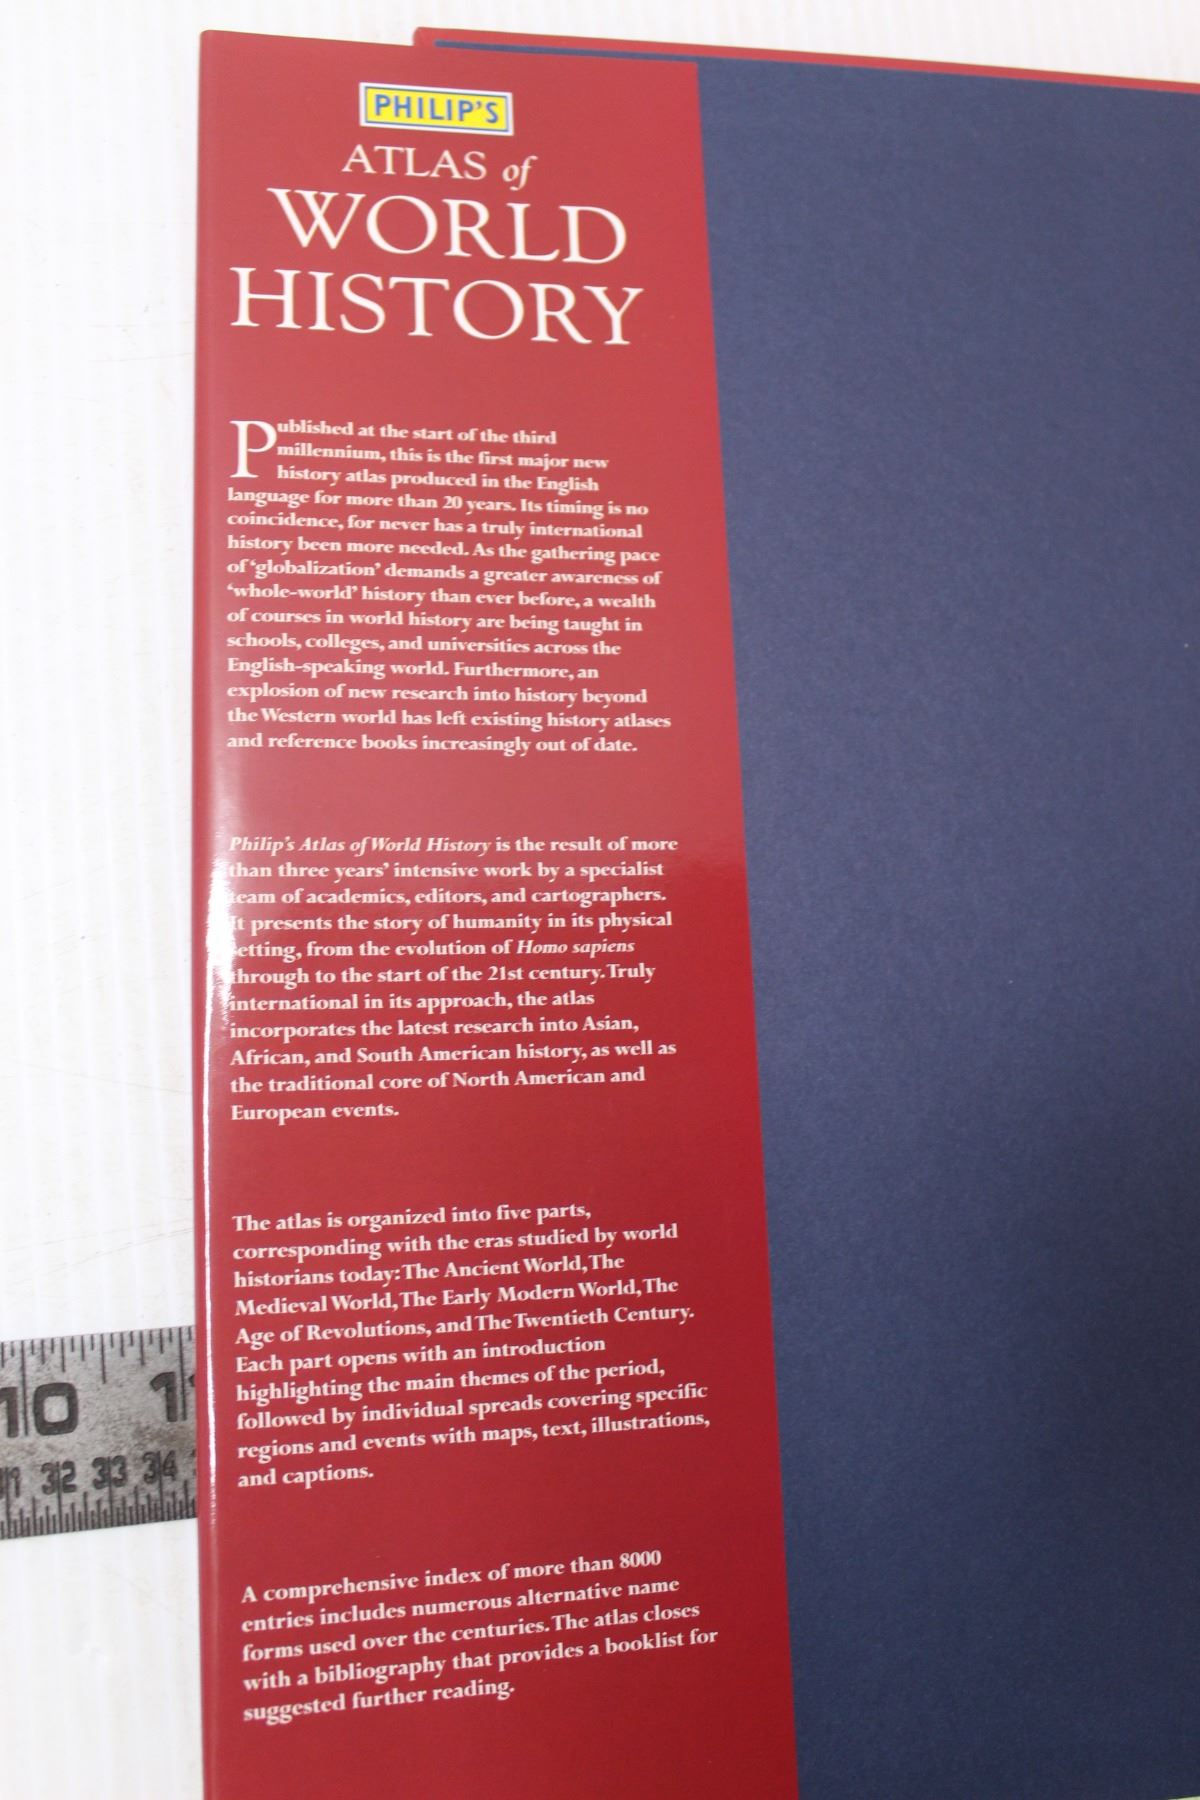 PHILIP'S
ATLAS of
WORLD
HISTORY
Published at the start of the third
millennium, this is the first major new
history atlas produced in the English
language for more than 20 years. Its timing is no
coincidence, for never has a truly international
history been more needed. As the gathering pace
of 'globalization' demands a greater awareness of
'whole-world' history than ever before, a wealth
of courses in world history are being taught in
schools, colleges, and universities across the
English-speaking world. Furthermore, an
explosion of new research into history beyond
the Western world has left existing history atlases
and reference books increasingly out of date.
Philip's Atlas of World History is the result of more
than three years' intensive work by a specialist
team of academics, editors, and cartographers.
It presents the story of humanity in its physical
setting, from the evolution of Homo sapiens
through to the start of the 21st century. Truly
international in its approach, the atlas
incorporates the latest research into Asian,
African, and South American history, as well as
the traditional core of North American and
European events.
The atlas is organized into five parts,
corresponding with the eras studied by world
historians today: The Ancient World, The
Medieval World, The Early Modern World, The
Age of Revolutions, and The Twentieth Century.
Each part opens with an introduction
highlighting the main themes of the period,
followed by individual spreads covering specific
regions and events with maps, text, illustrations,
and captions.
A comprehensive index of more than 8000
entries includes numerous alternative name
forms used over the centuries. The atlas closes
with a bibliography that provides a booklist for
suggested further reading.
10 11
31 32 33 34